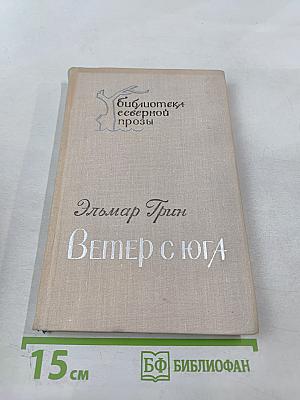 библиотека
северной
прозы
Эльмар Грин
Ветер с юга
15 см
БФ БИБЛИОФАН